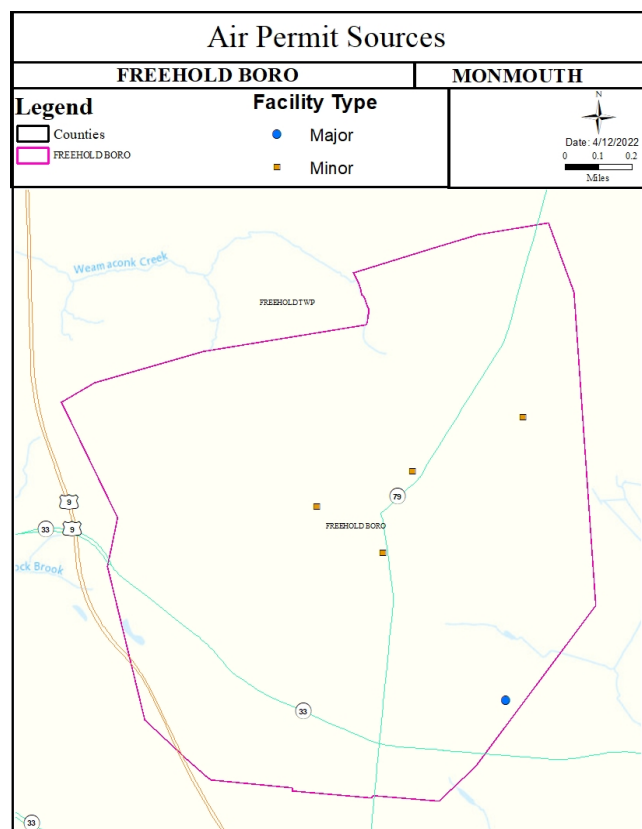 Air Permit Sources
FREEHOLD BORO
MONMOUTH
Legend
Counties
FREEHOLD BORO
Facility Type
Major
Minor
N
Date: 4/12/2022
0 0.1 0.2
Miles
Weamaconk Creek
FREEHOLD TWP
79
9
33
9
FREEHOLD BORO
ock Brook
33
33